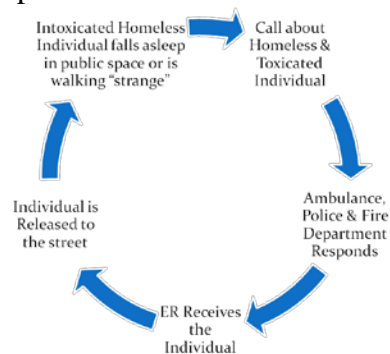 Intoxicated Homeless
Individual falls asleep
in public space or is
walking “strange”
Call about
Homeless &
Toxicated
Individual
Ambulance,
Police & Fire
Department
Responds
ER Receives
the
Individual
Individual is
Released to
the street